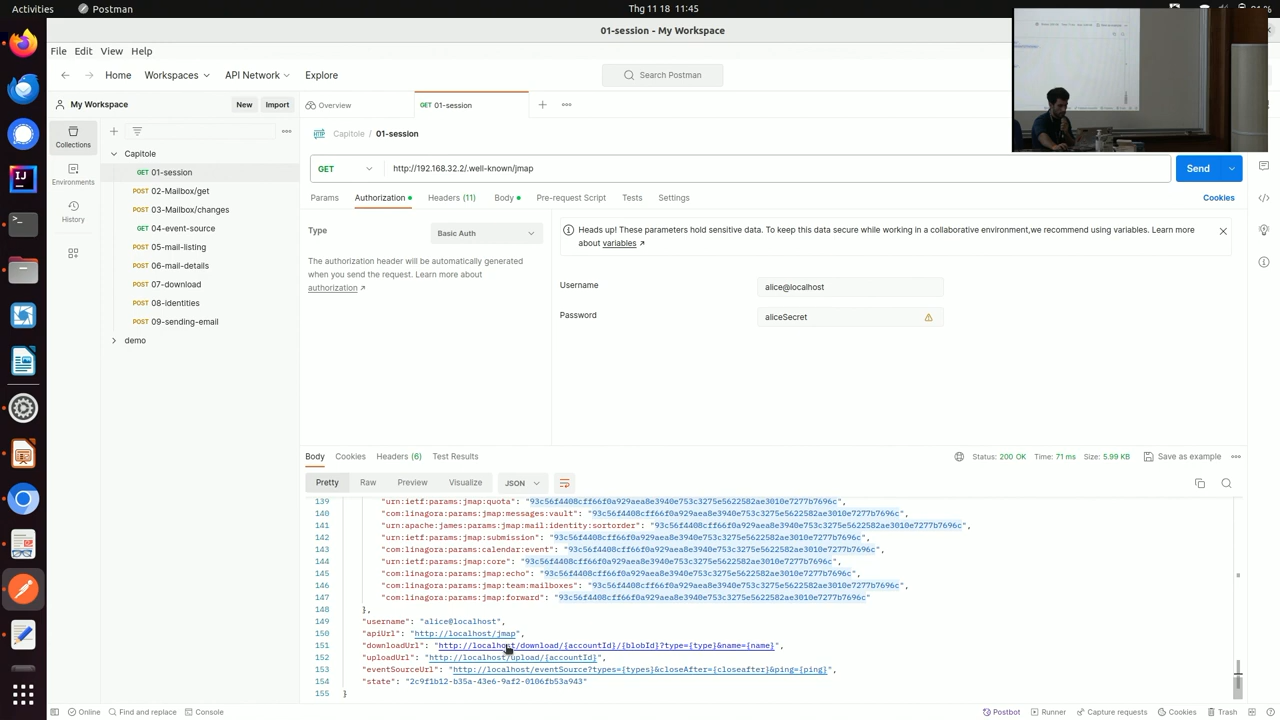 Activities
Postman
Thg 11 18 11:45
01-session - My Workspace
File Edit View Help
Home Workspaces API Network Explore
Search Postman
My Workspace
New Import
Overview
GET 01-session
Collections
Environments
History
Capitole
GET 01-session
POST 02-Mailbox/get
POST 03-Mailbox/changes
GET 04-event-source
POST 05-mail-listing
POST 06-mail-details
POST 07-download
POST 08-identities
POST 09-sending-email
demo
Capitole / 01-session
GET http://192.168.32.2/.well-known/jmap
Send
Params Authorization Headers (11) Body Pre-request Script Tests Settings
Cookies
Type Basic Auth
The authorization header will be automatically generated
when you send the request. Learn more about
authorization ↗
Heads up! These parameters hold sensitive data. To keep this data secure while working in a collaborative environment,we recommend using variables. Learn more
about variables ↗
Username alice@localhost
Password aliceSecret
Body Cookies Headers (6) Test Results
Status: 200 OK Time: 71 ms Size: 5.99 KB Save as example
Pretty Raw Preview Visualize JSON
139 "urn:ietf:params:jmap:quota": "93c56f4408cff66f0a929aea8e3940e753c3275e5622582ae3010e7277b7696c",
140 "com:linagora:params:jmap:messages:vault": "93c56f4408cff66f0a929aea8e3940e753c3275e5622582ae3010e7277b7696c",
141 "urn:apache:james:params:jmap:mail:identity:sortorder": "93c56f4408cff66f0a929aea8e3940e753c3275e5622582ae3010e7277b7696c",
142 "urn:ietf:params:jmap:submission": "93c56f4408cff66f0a929aea8e3940e753c3275e5622582ae3010e7277b7696c",
143 "com:linagora:params:calendar:event": "93c56f4408cff66f0a929aea8e3940e753c3275e5622582ae3010e7277b7696c",
144 "urn:ietf:params:jmap:core": "93c56f4408cff66f0a929aea8e3940e753c3275e5622582ae3010e7277b7696c",
145 "com:linagora:params:jmap:echo": "93c56f4408cff66f0a929aea8e3940e753c3275e5622582ae3010e7277b7696c",
146 "com:linagora:params:jmap:team:mailboxes": "93c56f4408cff66f0a929aea8e3940e753c3275e5622582ae3010e7277b7696c",
147 "com:linagora:params:jmap:forward": "93c56f4408cff66f0a929aea8e3940e753c3275e5622582ae3010e7277b7696c"
148 },
149 "username": "alice@localhost",
150 "apiUrl": "http://localhost/jmap",
151 "downloadUrl": "http://localhost/download/{accountId}/{blobId}?type={type}&name={name}",
152 "uploadUrl": "http://localhost/upload/{accountId}",
153 "eventSourceUrl": "http://localhost/eventSource?types={types}&closeAfter={closeafter}&ping={ping}",
154 "state": "2c9f1b12-b35a-43e6-9af2-0106fb53a943"
155 }
Online Find and replace Console
Postbot Runner Capture requests Cookies Trash